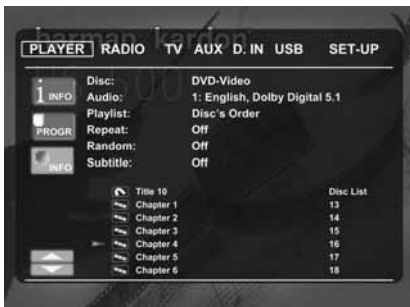 harman kardon
PLAYER RADIO TV AUX D. IN USB SET-UP
i INFO
Disc: DVD-Video
Audio: 1: English, Dolby Digital 5.1
PROGR
Playlist: Disc's Order
Repeat: Off
Random: Off
INFO
Subtitle: Off
Title 10 Disc List
Chapter 1 13
Chapter 2 14
Chapter 3 15
Chapter 4 16
Chapter 5 17
Chapter 6 18